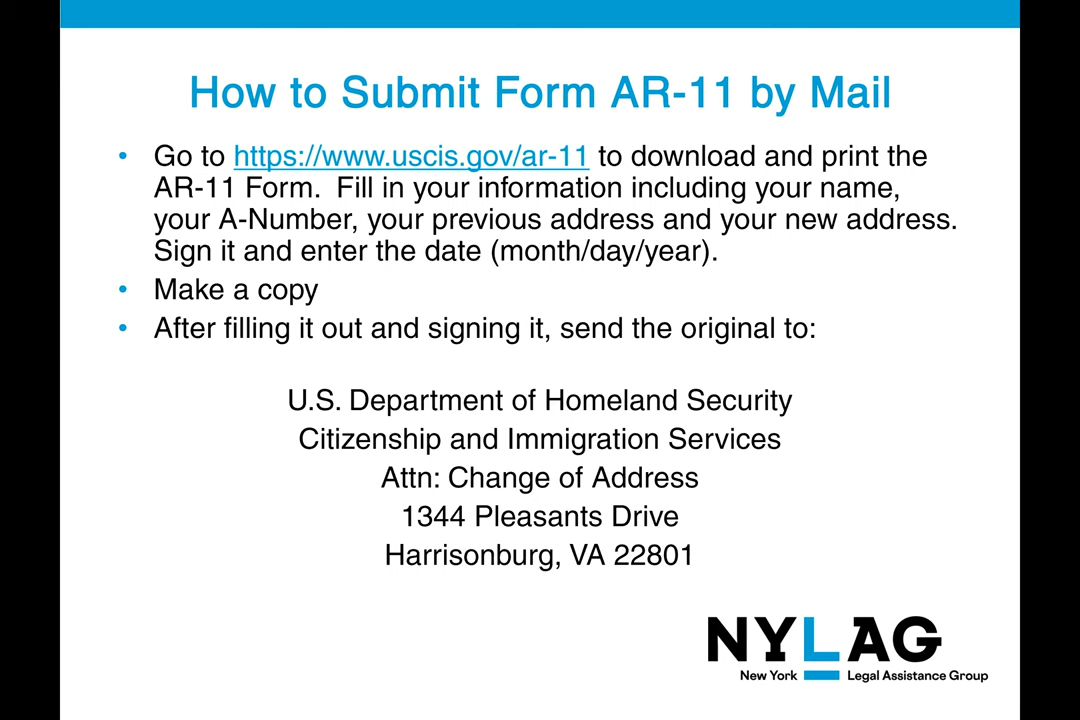 How to Submit Form AR-11 by Mail
• Go to https://www.uscis.gov/ar-11 to download and print the
AR-11 Form.  Fill in your information including your name,
your A-Number, your previous address and your new address.
Sign it and enter the date (month/day/year).
• Make a copy
• After filling it out and signing it, send the original to:
U.S. Department of Homeland Security
Citizenship and Immigration Services
Attn: Change of Address
1344 Pleasants Drive
Harrisonburg, VA 22801
NYLAG
New York Legal Assistance Group